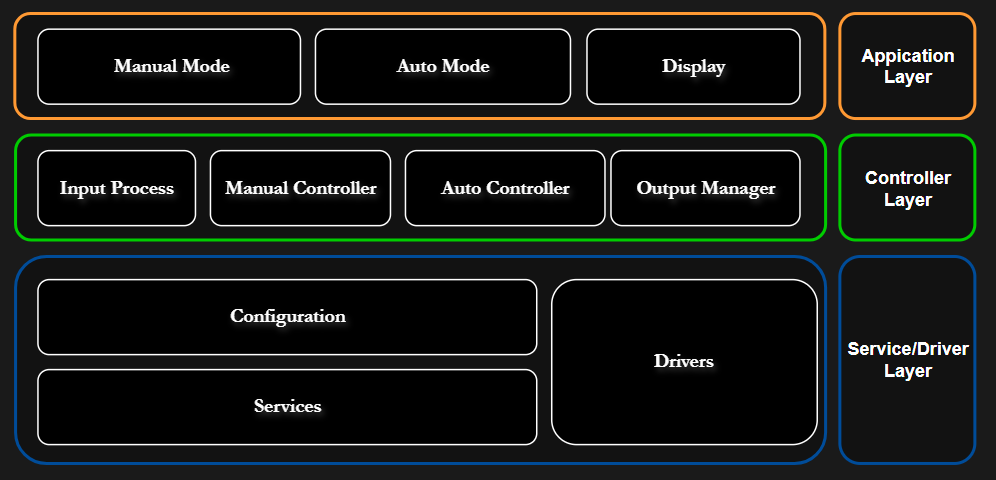 Manual Mode
Auto Mode
Display
Appication
Layer
Input Process
Manual Controller
Auto Controller
Output Manager
Controller
Layer
Configuration
Services
Drivers
Service/Driver
Layer